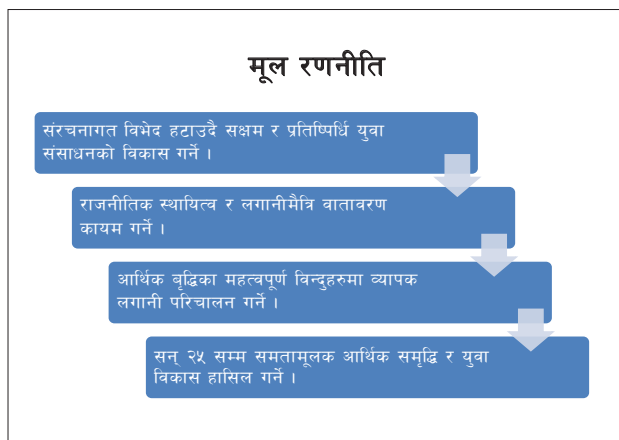 मूल रणनीति
संरचनागत विभेद हटाउदै सक्षम र प्रतिष्पिर्धि युवा
संसाधनको विकास गर्ने ।
राजनीतिक स्थायित्व र लगानीमैत्रि वातावरण
कायम गर्ने ।
आर्थिक बृद्धिका महत्वपूर्ण विन्दुहरुमा व्यापक
लगानी परिचालन गर्ने ।
सन् २५ सम्म समतामूलक आर्थिक समृद्धि र युवा
विकास हासिल गर्ने ।